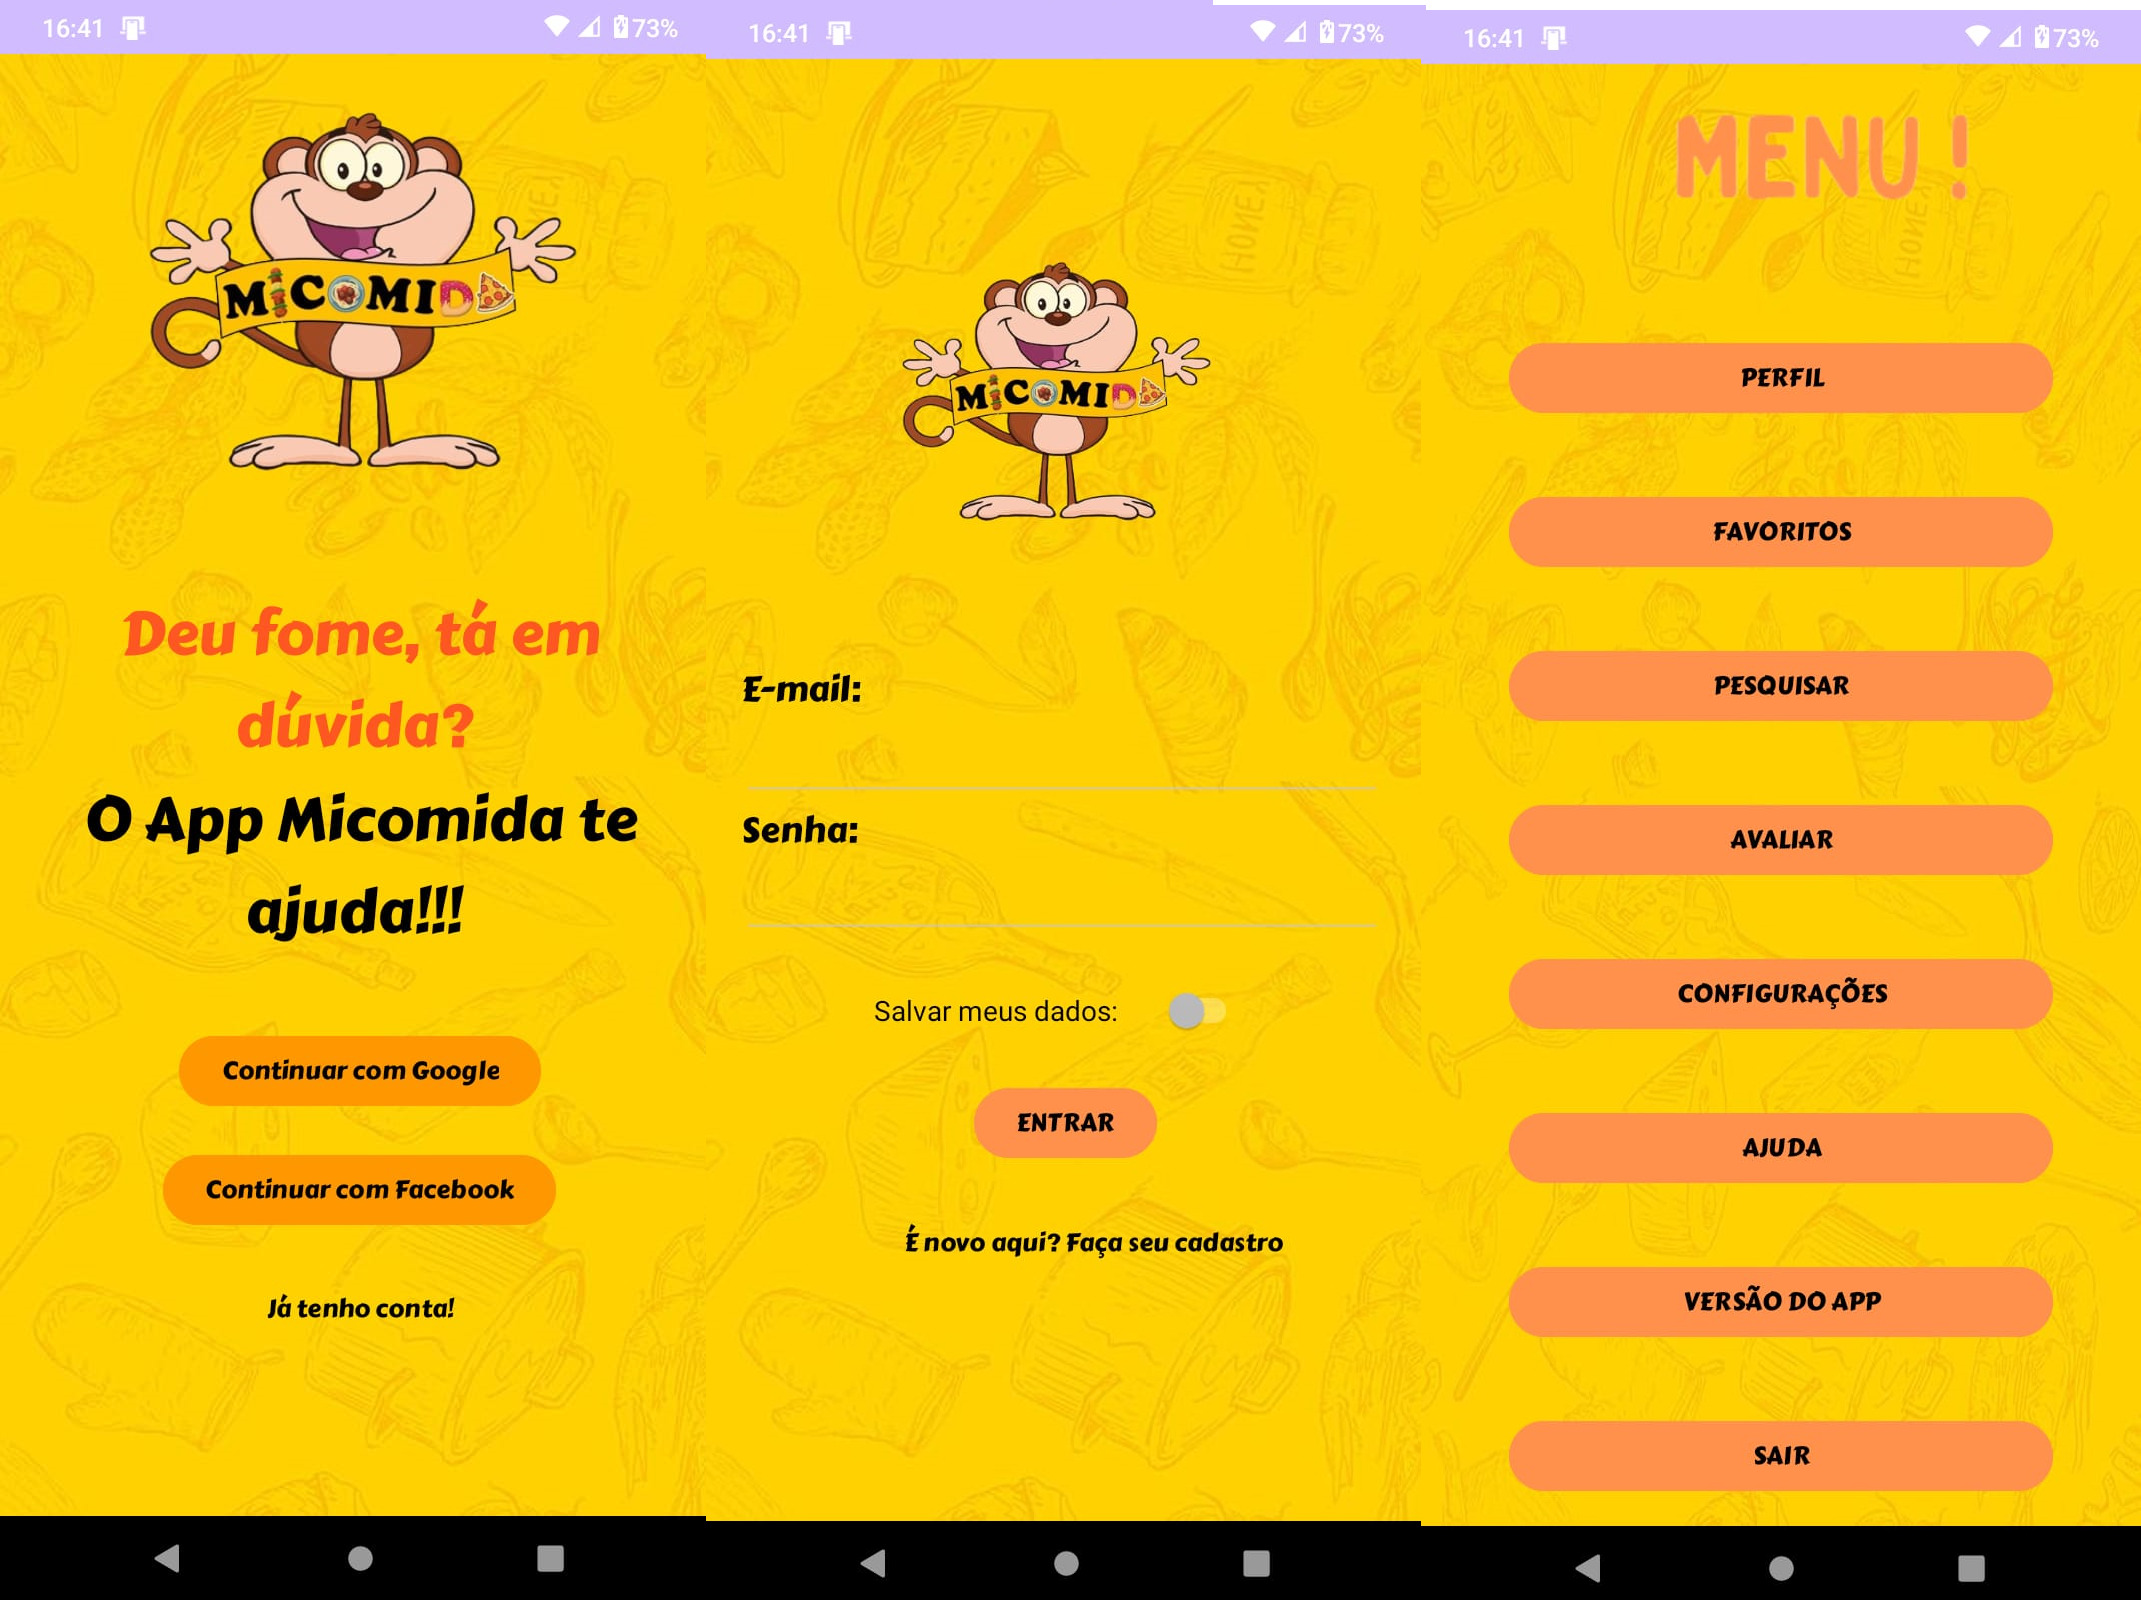 16:41
73%
MICOMIDA
Deu fome, tá em
dúvida?
O App Micomida te
ajuda!!!
Continuar com Google
Continuar com Facebook
Já tenho conta!
16:41
73%
MICOMIDA
E-mail:
Senha:
Salvar meus dados:
ENTRAR
É novo aqui? Faça seu cadastro
16:41
73%
MENU !
HONEY
PERFIL
FAVORITOS
PESQUISAR
AVALIAR
CONFIGURAÇÕES
AJUDA
VERSÃO DO APP
SAIR